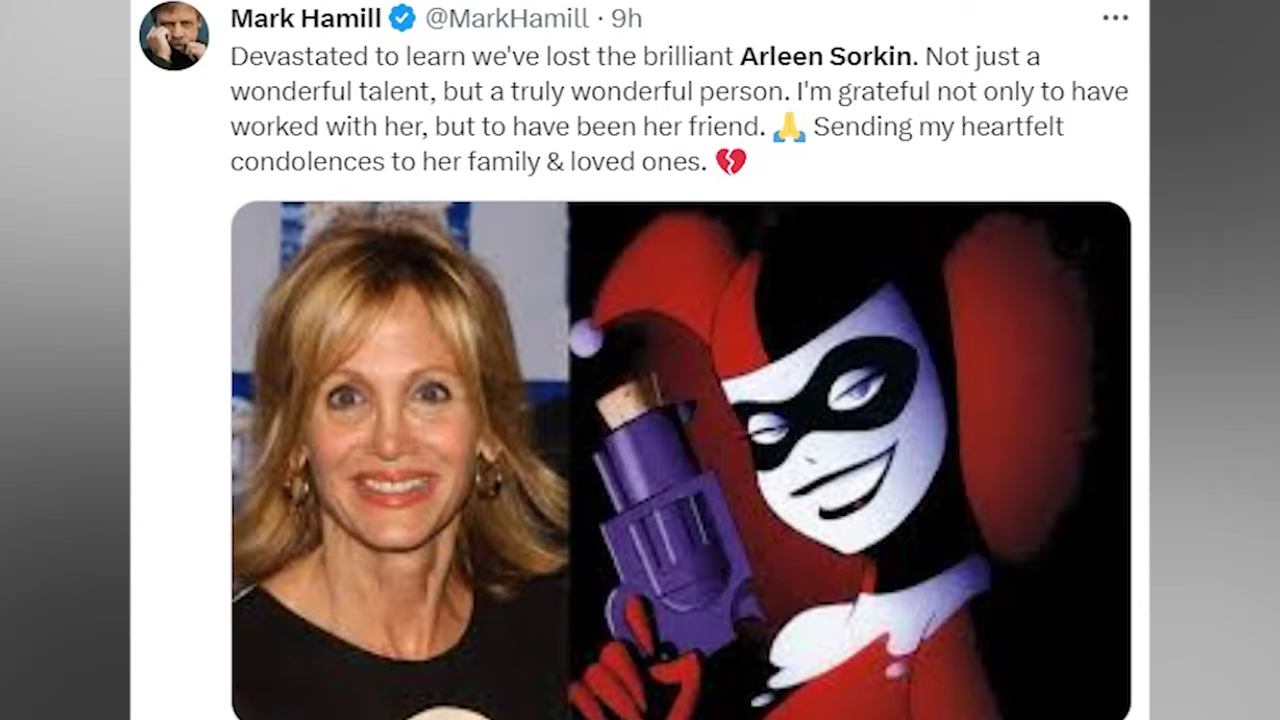 Mark Hamill @MarkHamill · 9h
Devastated to learn we've lost the brilliant Arleen Sorkin. Not just a
wonderful talent, but a truly wonderful person. I'm grateful not only to have
worked with her, but to have been her friend. 🙏 Sending my heartfelt
condolences to her family & loved ones. 💔